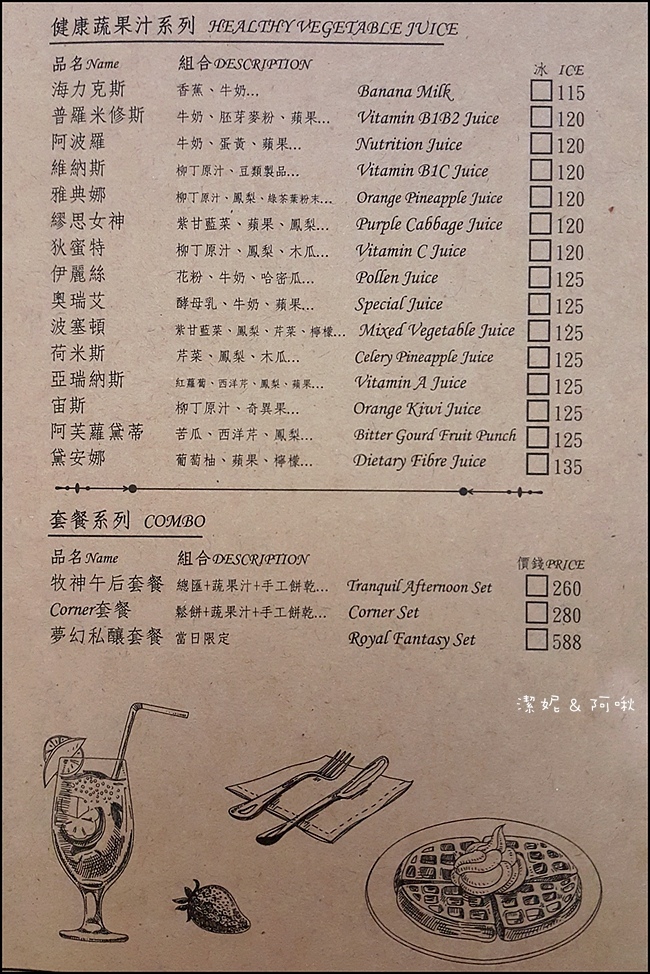 健康蔬果汁系列 HEALTHY VEGETABLE JUICE
品名Name 組合DESCRIPTION 冰 ICE
海力克斯 香蕉、牛奶... Banana Milk 115
普羅米修斯 牛奶、胚芽麥粉、蘋果... Vitamin B1B2 Juice 120
阿波羅 牛奶、蛋黃、蘋果... Nutrition Juice 120
維納斯 柳丁原汁、豆類製品... Vitamin B1C Juice 120
雅典娜 柳丁原汁、鳳梨、綠茶葉粉末... Orange Pineapple Juice 120
繆思女神 紫甘藍菜、蘋果、鳳梨... Purple Cabbage Juice 120
狄蜜特 柳丁原汁、鳳梨、木瓜... Vitamin C Juice 120
伊麗絲 花粉、牛奶、哈密瓜... Pollen Juice 125
奧瑞艾 酵母乳、牛奶、蘋果... Special Juice 125
波塞頓 紫甘藍菜、鳳梨、芹菜、檸檬... Mixed Vegetable Juice 125
荷米斯 芹菜、鳳梨、木瓜... Celery Pineapple Juice 125
亞瑞納斯 紅蘿蔔、西洋芹、鳳梨、蘋果... Vitamin A Juice 125
宙斯 柳丁原汁、奇異果... Orange Kiwi Juice 125
阿芙蘿黛蒂 苦瓜、西洋芹、鳳梨... Bitter Gourd Fruit Punch 125
黛安娜 葡萄柚、蘋果、檸檬... Dietary Fibre Juice 135
套餐系列 COMBO
品名Name 組合DESCRIPTION 價錢PRICE
牧神午后套餐 總匯+蔬果汁+手工餅乾... Tranquil Afternoon Set 260
Corner套餐 鬆餅+蔬果汁+手工餅乾... Corner Set 280
夢幻私釀套餐 當日限定 Royal Fantasy Set 588
潔妮 & 阿啾